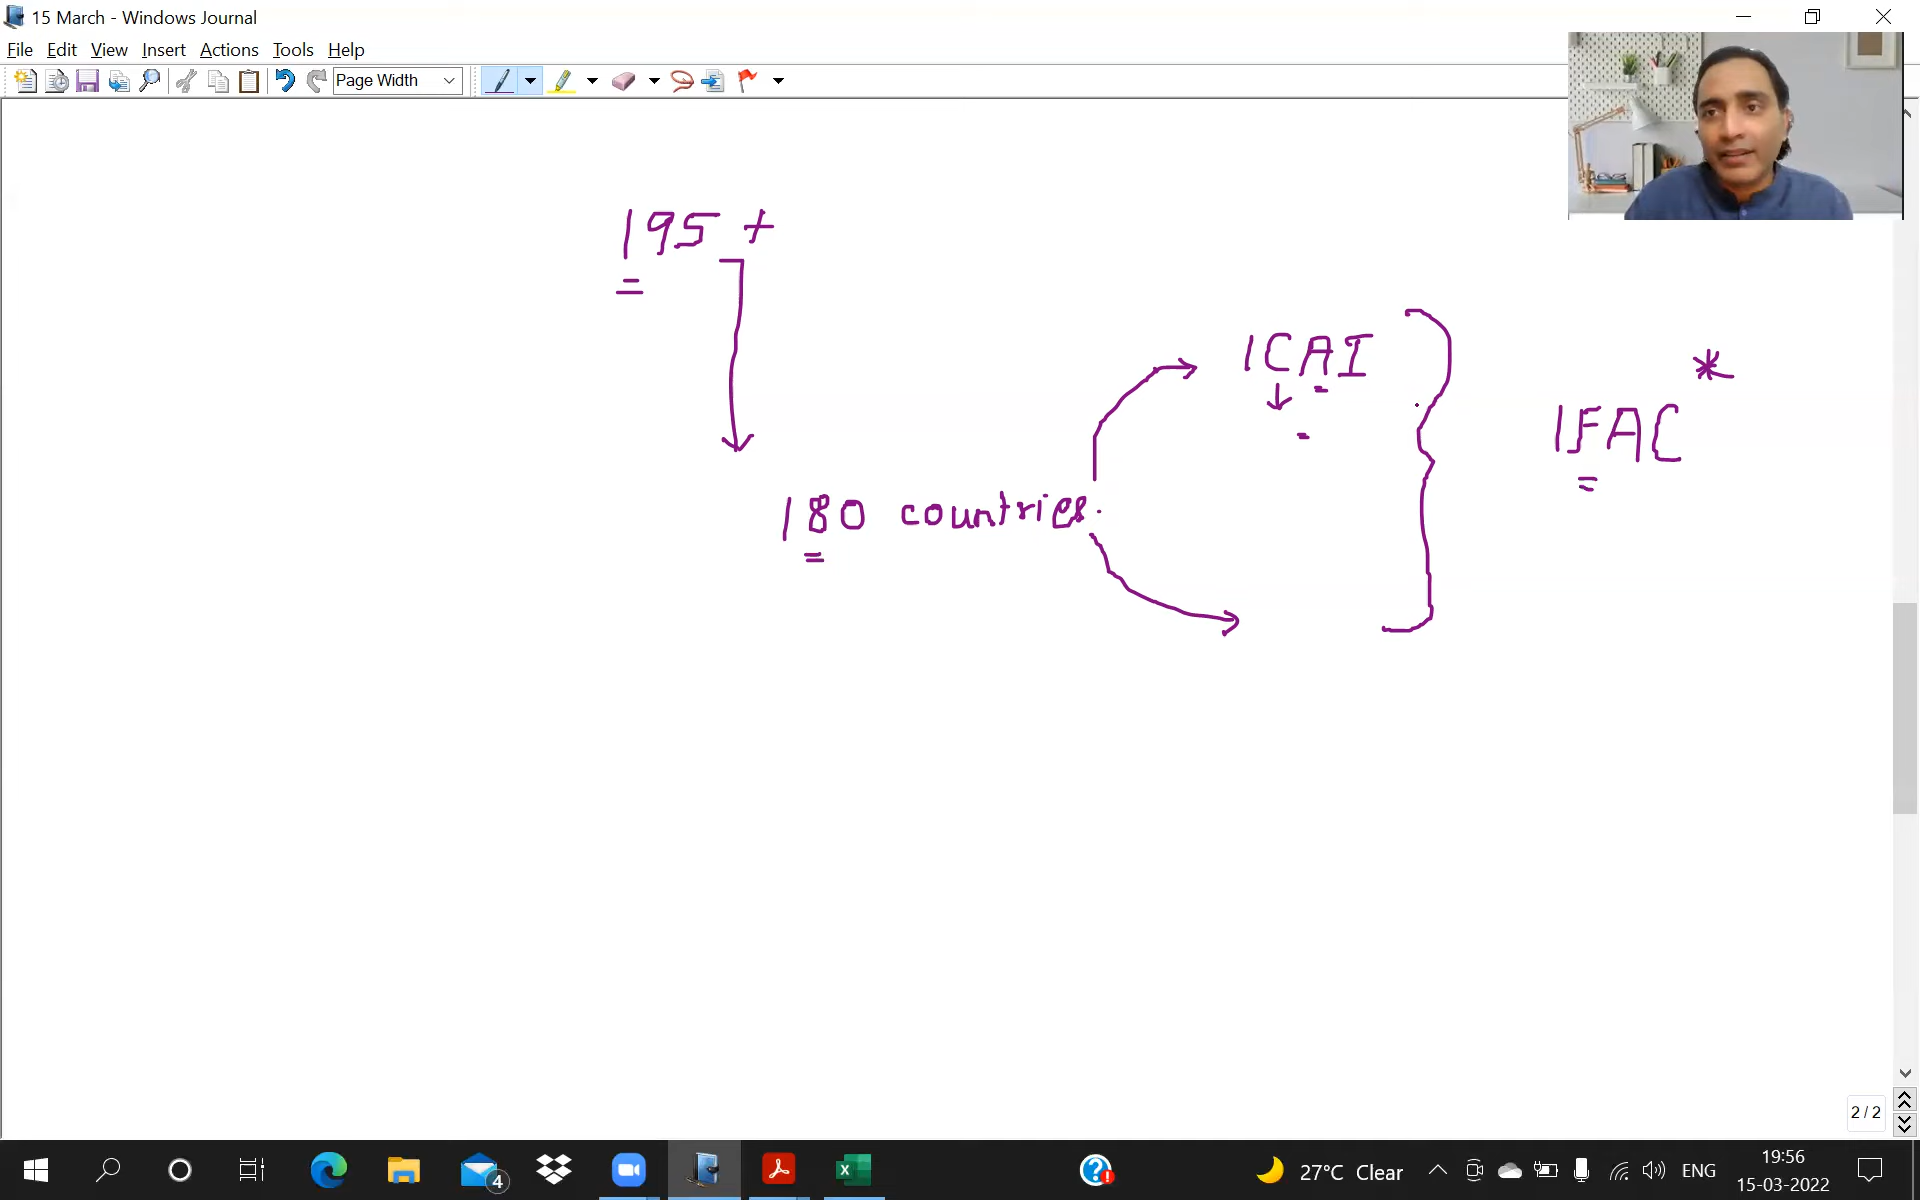 15 March - Windows Journal
File Edit View Insert Actions Tools Help
Page Width
195 +
ICAI
IFAC *
180 countries.
2 / 2
4
27°C Clear
ENG
19:56
15-03-2022